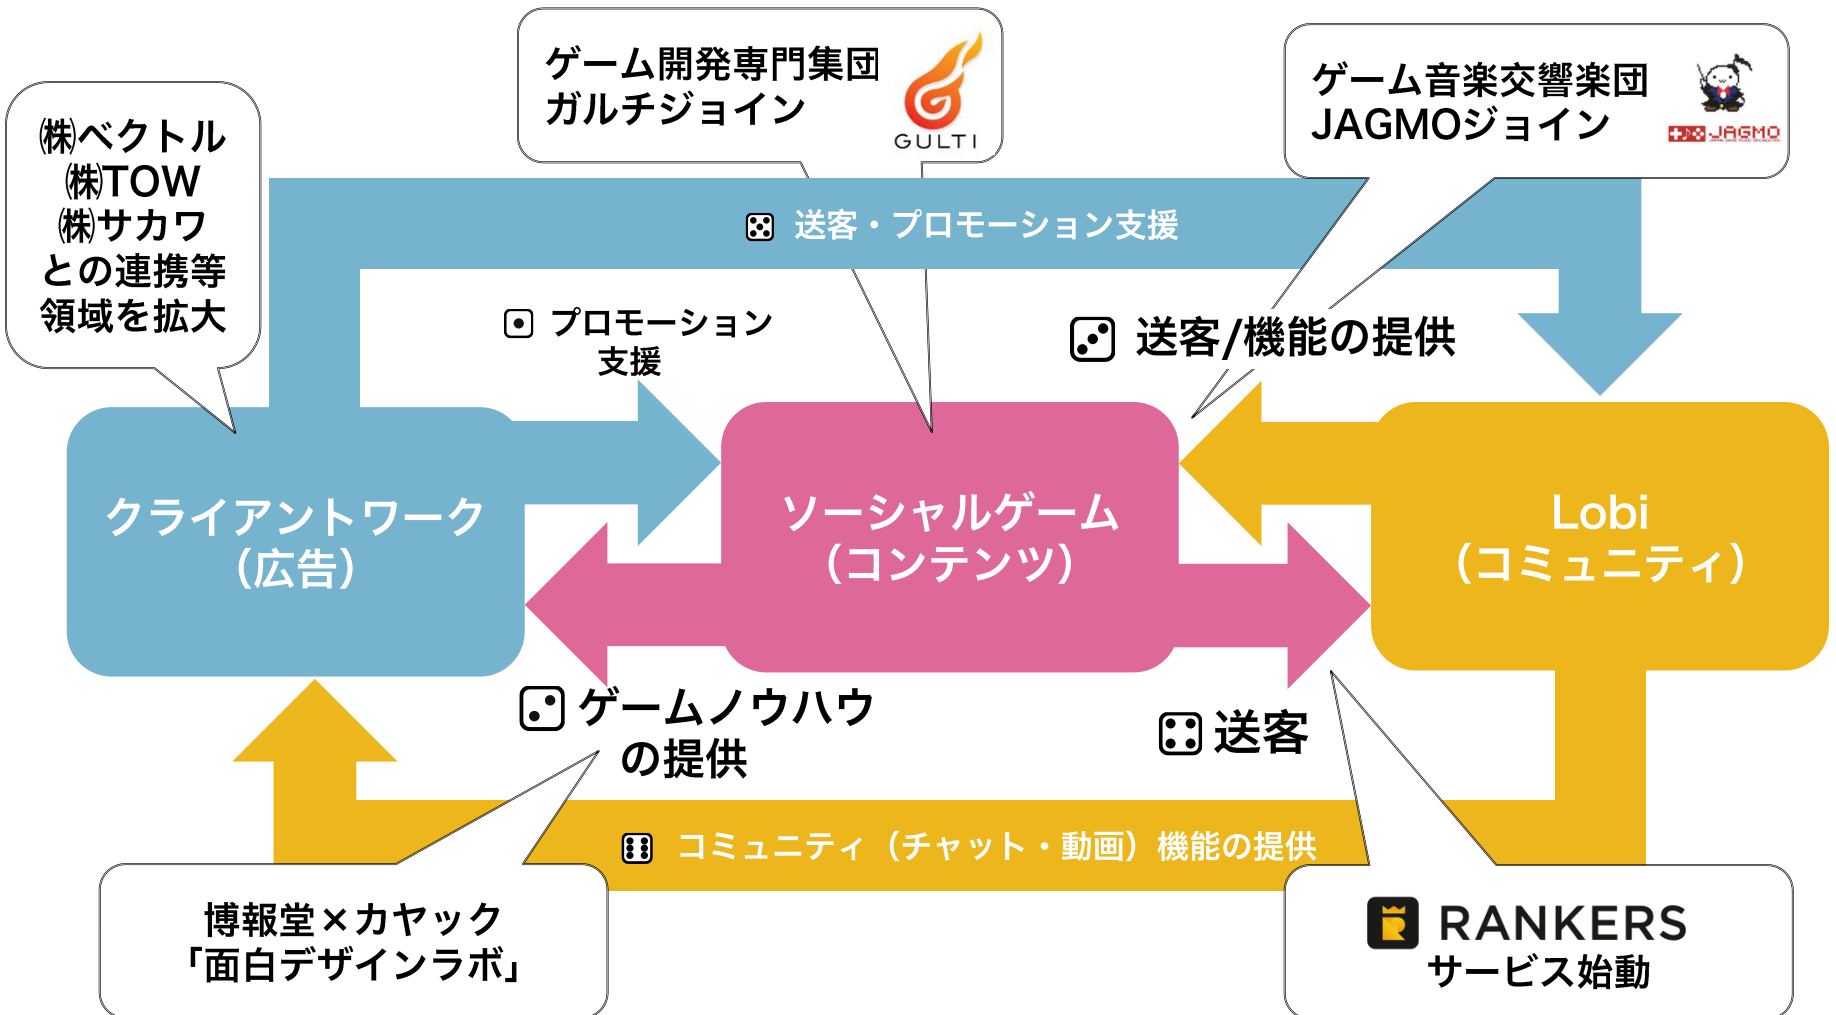 ゲーム開発専門集団
ガルチジョイン
GULTI
ゲーム音楽交響楽団
JAGMOジョイン
JAGMO
㈱ベクトル
㈱TOW
㈱サカワ
との連携等
領域を拡大
⚄ 送客・プロモーション支援
⚀ プロモーション
支援
⚂ 送客/機能の提供
クライアントワーク
（広告）
ソーシャルゲーム
（コンテンツ）
Lobi
（コミュニティ）
⚁ ゲームノウハウ
の提供
⚃ 送客
⚅ コミュニティ（チャット・動画）機能の提供
博報堂×カヤック
「面白デザインラボ」
RANKERS
サービス始動